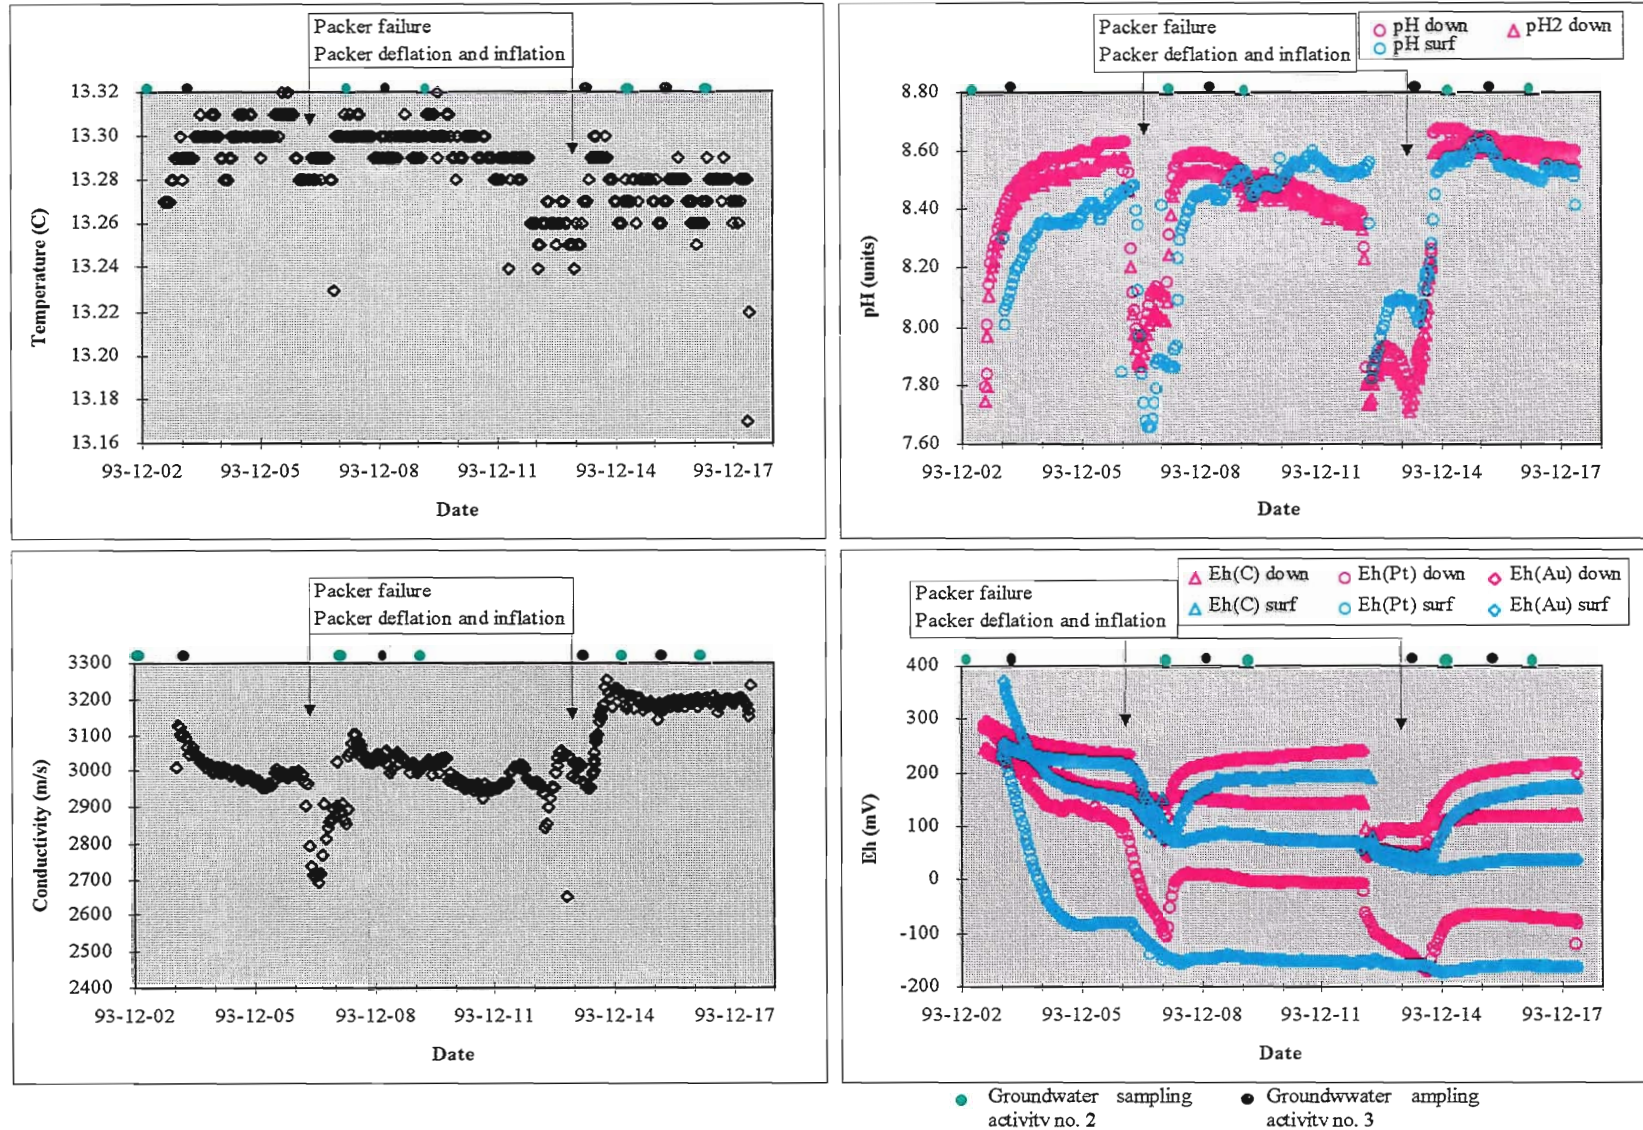 Packer failure
Packer deflation and inflation
13.32
13.30
13.28
13.26
13.24
13.22
13.20
13.18
13.16
Temperature (C)
93-12-02 93-12-05 93-12-08 93-12-11 93-12-14 93-12-17
Date
Packer failure
Packer deflation and inflation
pH down pH2 down
pH surf
8.80
8.60
8.40
8.20
8.00
7.80
7.60
pH (units)
93-12-02 93-12-05 93-12-08 93-12-11 93-12-14 93-12-17
Date
Packer failure
Packer deflation and inflation
3300
3200
3100
3000
2900
2800
2700
2600
2500
2400
Conductivity (m/s)
93-12-02 93-12-05 93-12-08 93-12-11 93-12-14 93-12-17
Date
Eh(C) down Eh(Pt) down Eh(Au) down
Eh(C) surf Eh(Pt) surf Eh(Au) surf
Packer failure
Packer deflation and inflation
400
300
200
100
0
-100
-200
Eh (mV)
93-12-02 93-12-05 93-12-08 93-12-11 93-12-14 93-12-17
Date
Groundwater sampling
activity no. 2
Groundwwater ampling
activity no. 3